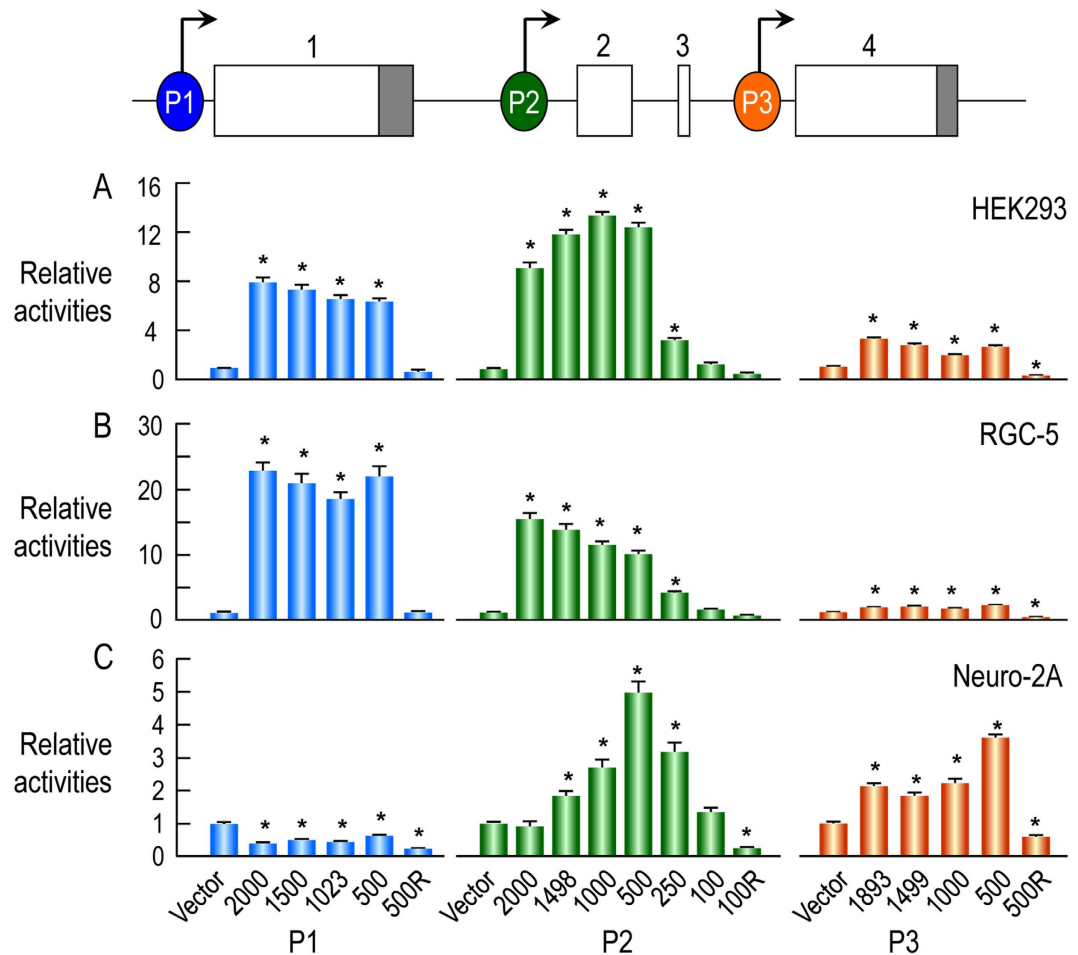 1 2 3 4
P1 P2 P3
A
16
12
8
4
0
Relative
activities
HEK293
* * * *
* * * * *
* * * * *
B
30
20
10
0
Relative
activities
RGC-5
* * * *
* * * * *
* * * * *
C
6
5
4
3
2
1
0
Relative
activities
Neuro-2A
* * * * *
* * * * *
* * * * *
Vector 2000 1500 1023 500 500R
Vector 2000 1498 1000 500 250 100 100R
Vector 1893 1499 1000 500 500R
P1 P2 P3